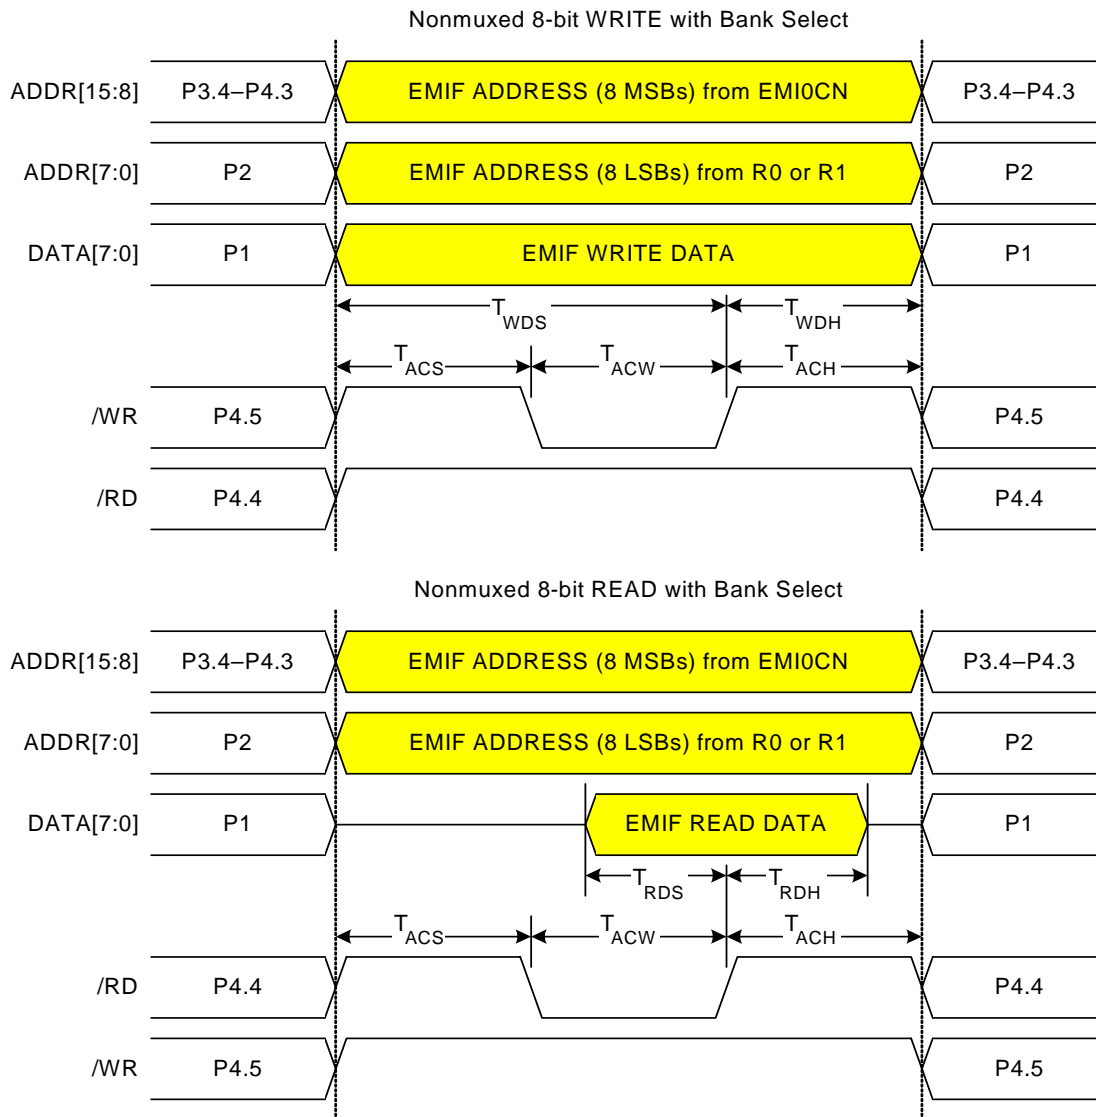 Nonmuxed 8-bit WRITE with Bank Select
ADDR[15:8] P3.4–P4.3 EMIF ADDRESS (8 MSBs) from EMI0CN P3.4–P4.3
ADDR[7:0] P2 EMIF ADDRESS (8 LSBs) from R0 or R1 P2
DATA[7:0] P1 EMIF WRITE DATA P1
TWDS TWDH
TACS TACW TACH
/WR P4.5 P4.5
/RD P4.4 P4.4
Nonmuxed 8-bit READ with Bank Select
ADDR[15:8] P3.4–P4.3 EMIF ADDRESS (8 MSBs) from EMI0CN P3.4–P4.3
ADDR[7:0] P2 EMIF ADDRESS (8 LSBs) from R0 or R1 P2
DATA[7:0] P1 EMIF READ DATA P1
TRDS TRDH
TACS TACW TACH
/RD P4.4 P4.4
/WR P4.5 P4.5